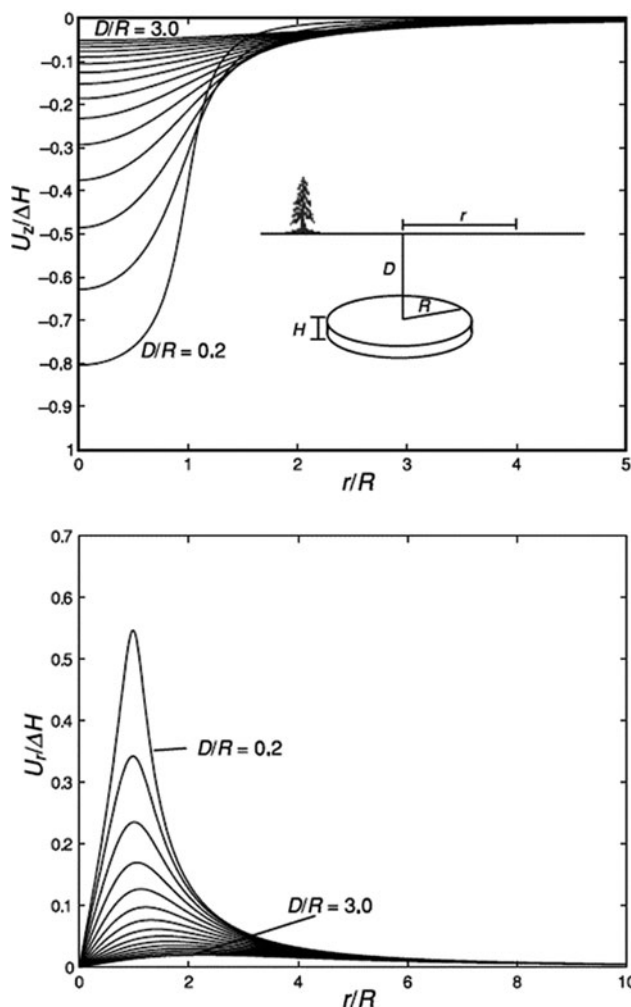 0
D/R = 3.0
−0.1
−0.2
−0.3
−0.4
U_z/ΔH
−0.5
−0.6
−0.7
−0.8
−0.9
1
r
D
R
H
D/R = 0.2
0 1 2 3 4 5
r/R
0.7
0.6
0.5
0.4
U_r/ΔH
0.3
0.2
0.1
0
D/R = 0.2
D/R = 3.0
0 2 4 6 8 10
r/R